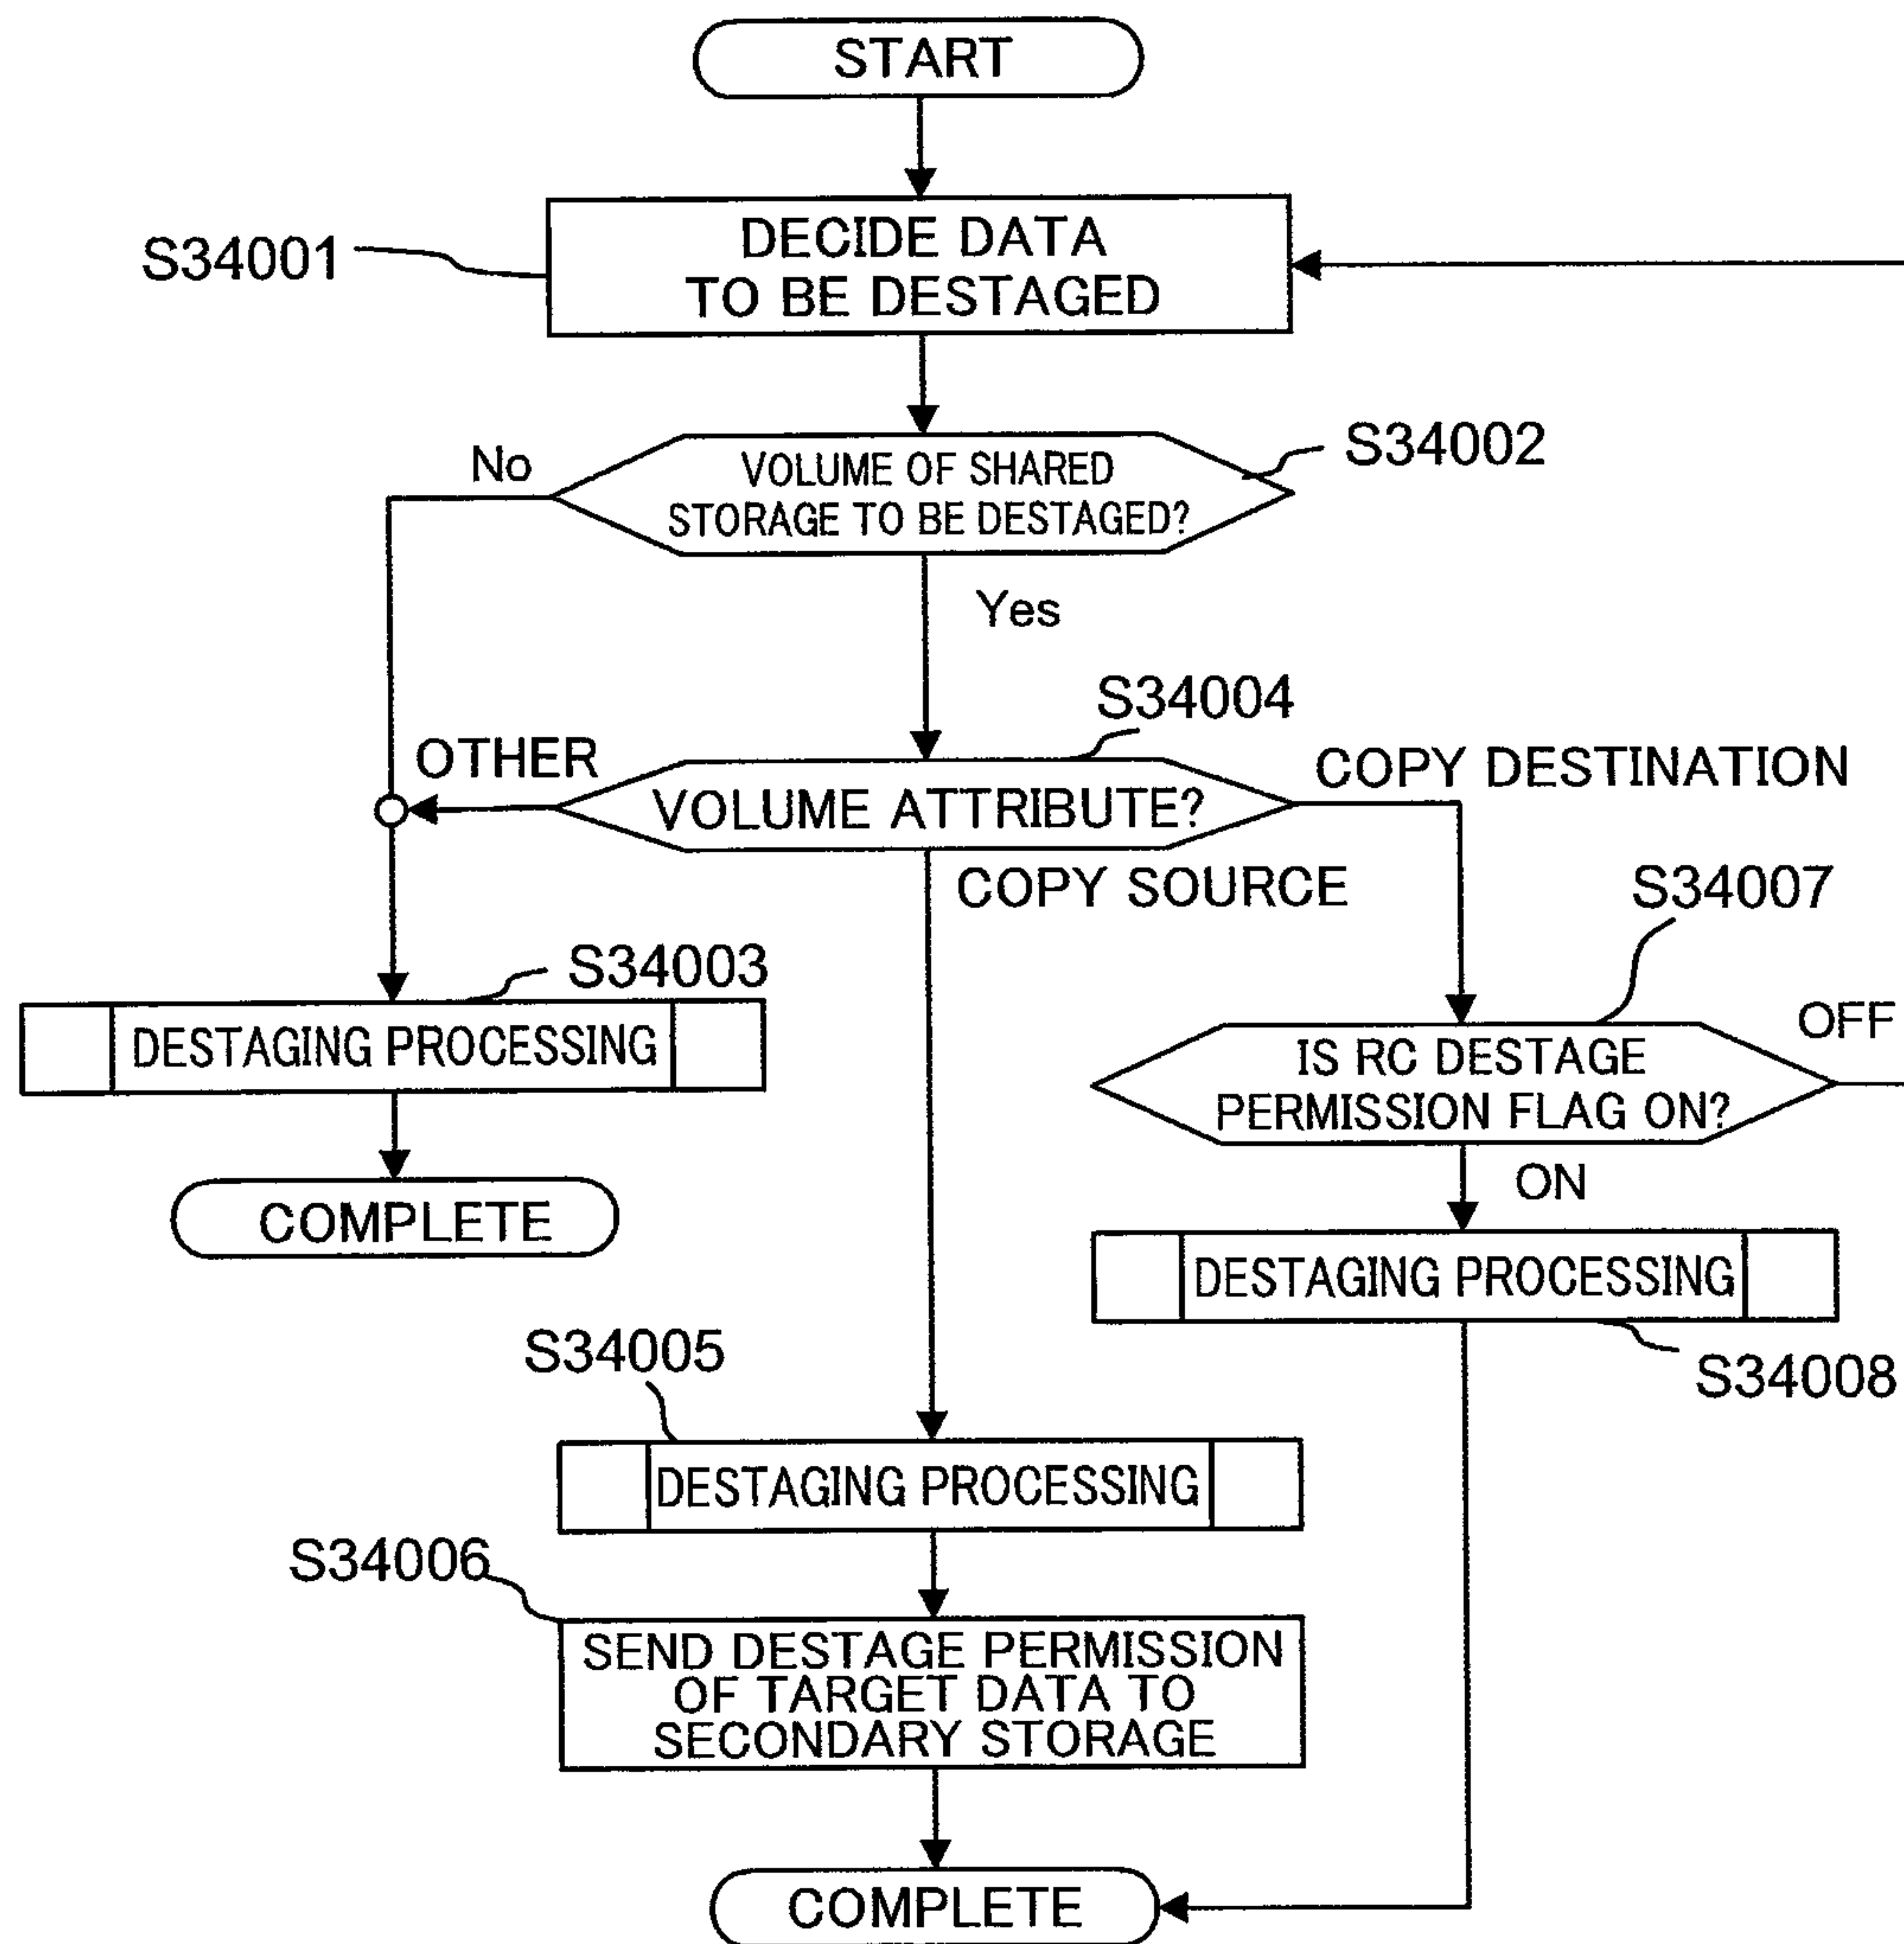 START
S34001
DECIDE DATA
TO BE DESTAGED
No
VOLUME OF SHARED
STORAGE TO BE DESTAGED?
S34002
Yes
S34004
OTHER
VOLUME ATTRIBUTE?
COPY DESTINATION
COPY SOURCE
S34007
S34003
DESTAGING PROCESSING
IS RC DESTAGE
PERMISSION FLAG ON?
OFF
COMPLETE
ON
DESTAGING PROCESSING
S34008
S34005
DESTAGING PROCESSING
S34006
SEND DESTAGE PERMISSION
OF TARGET DATA TO
SECONDARY STORAGE
COMPLETE